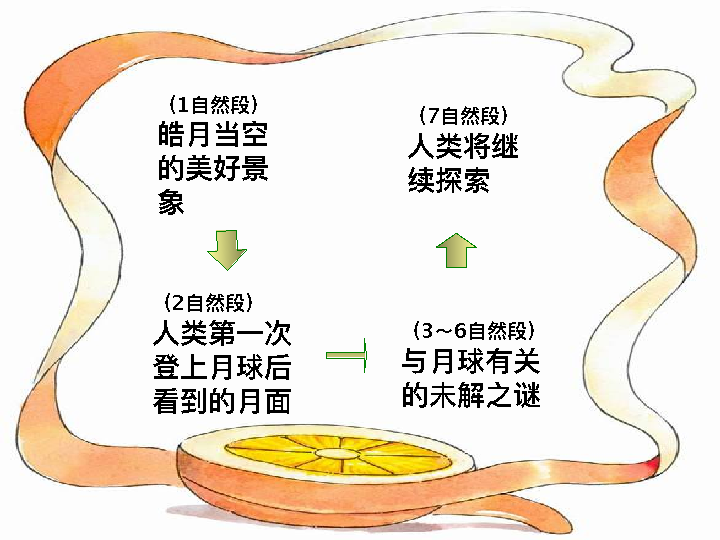 （1自然段）
皓月当空
的美好景
象
（2自然段）
人类第一次
登上月球后
看到的月面
（3～6自然段）
与月球有关
的未解之谜
（7自然段）
人类将继
续探索